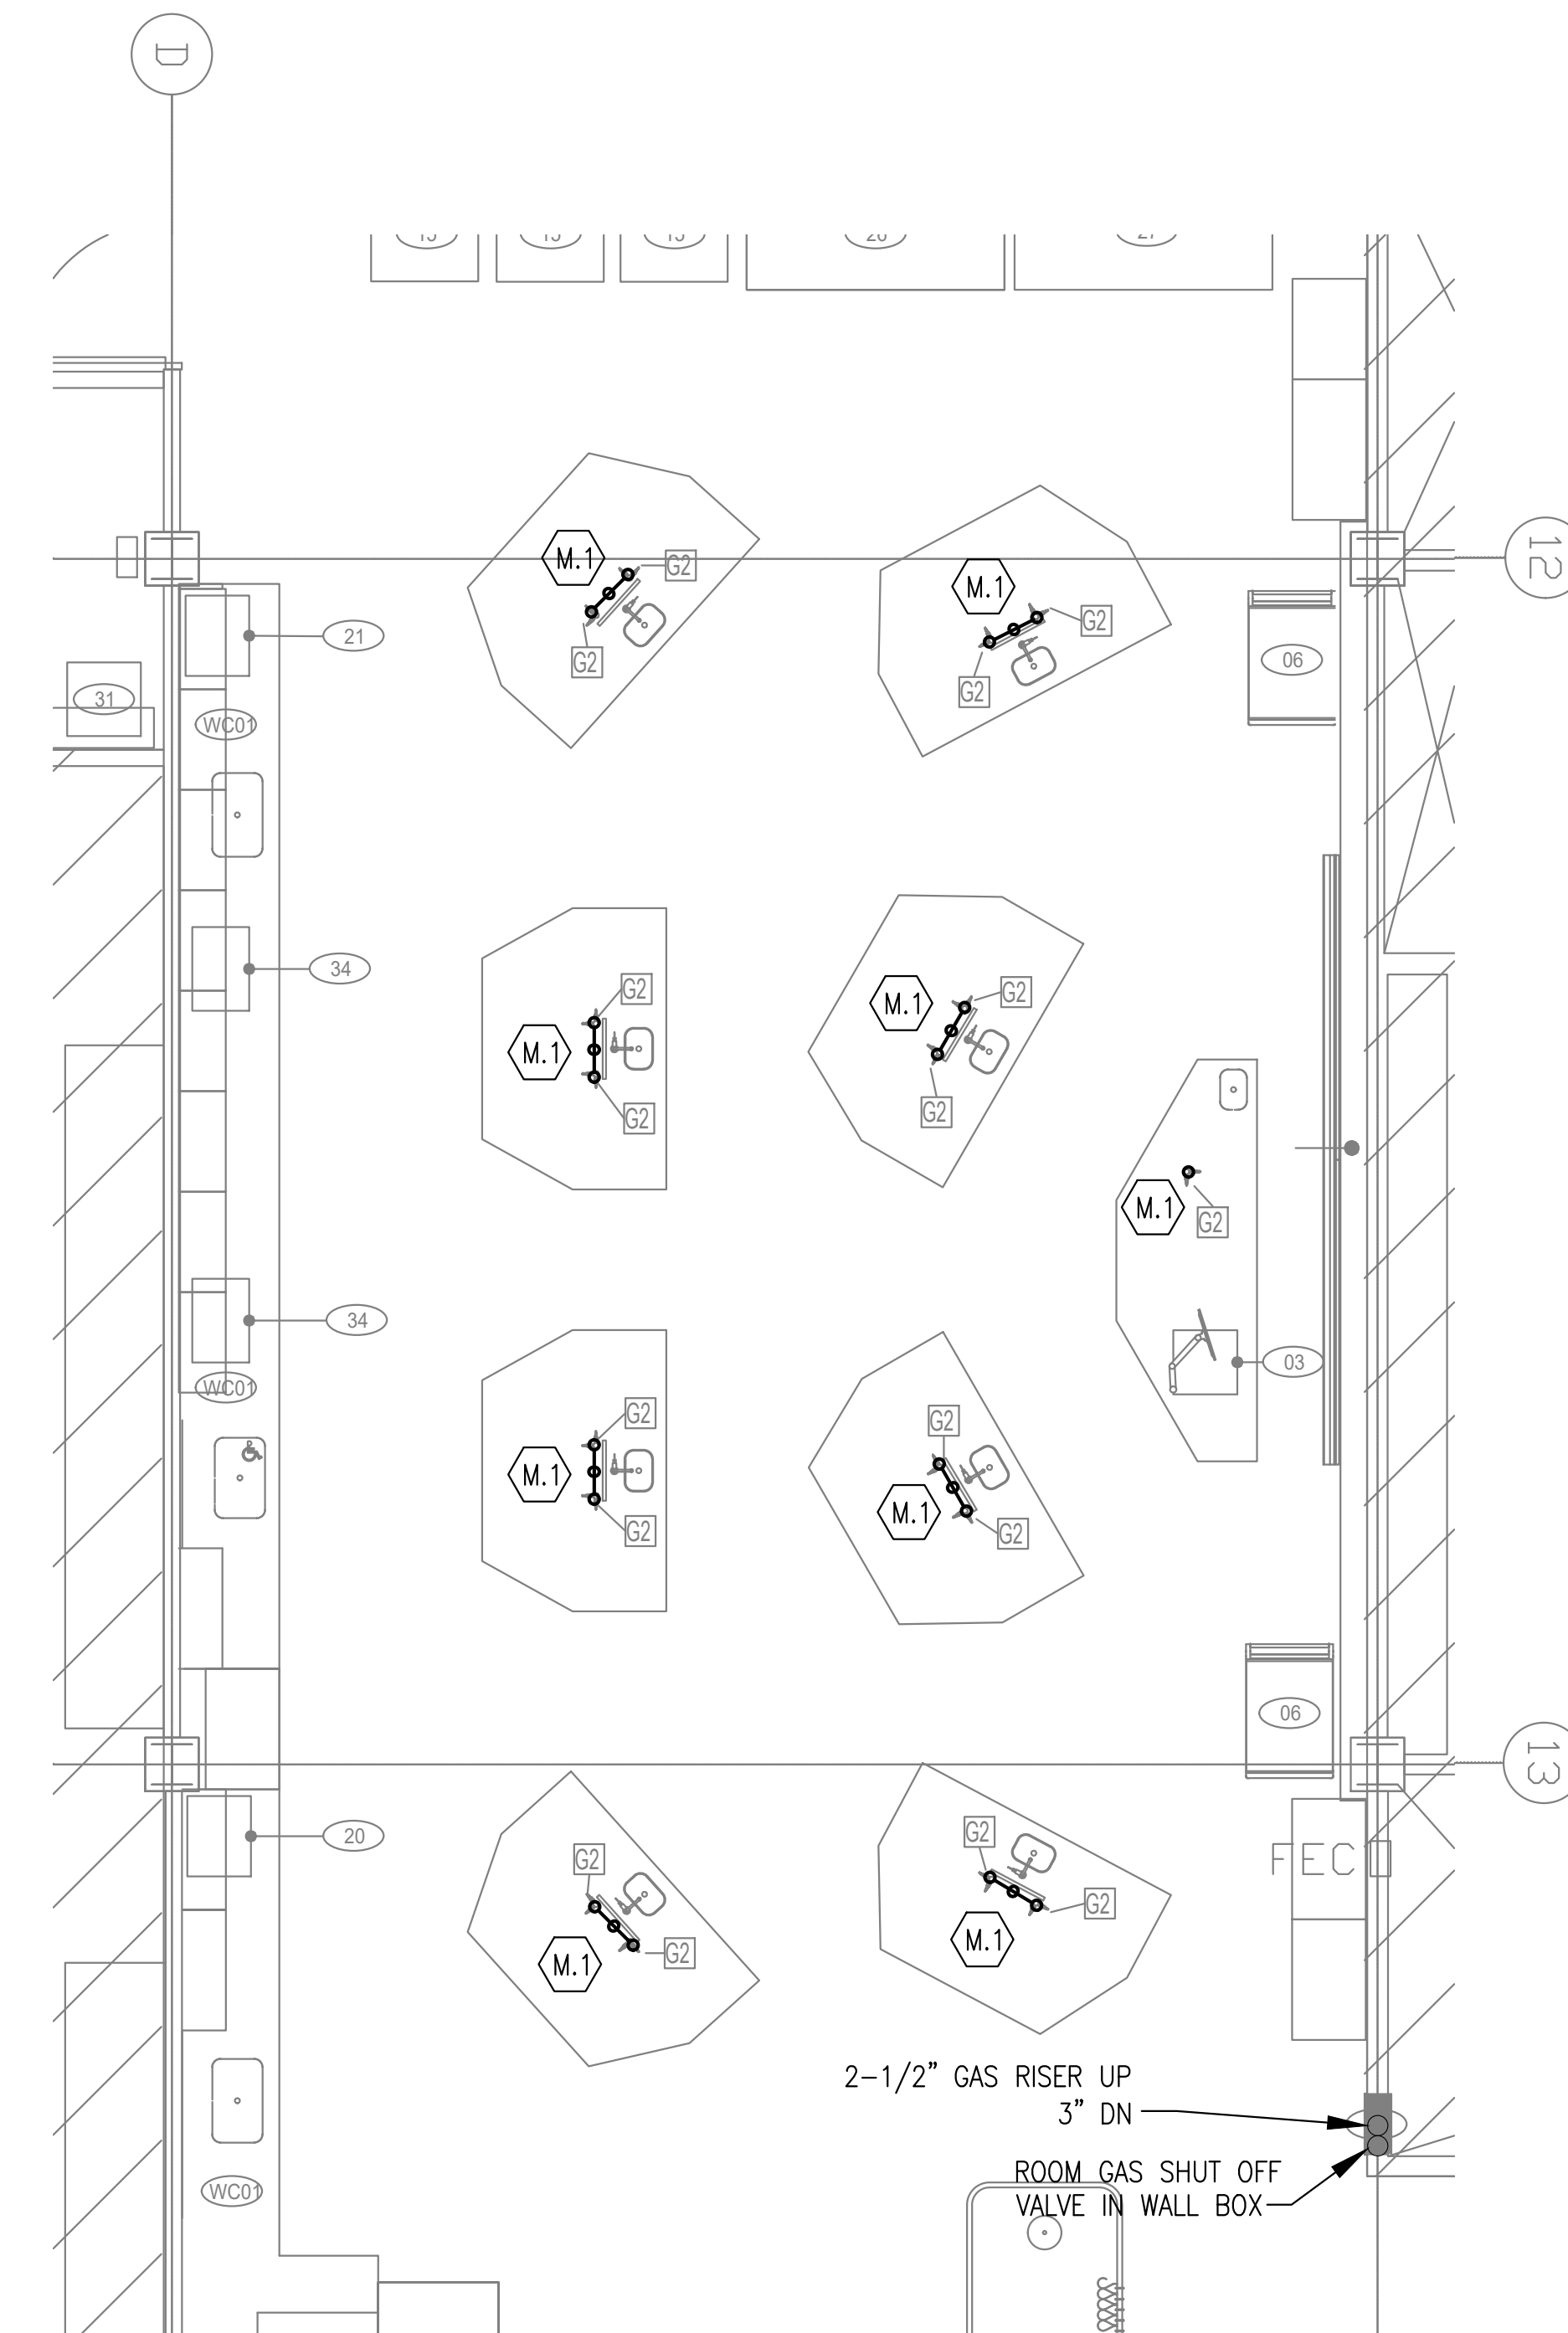 D
M.1
G2
12
M.1
G2
G2
G2
21
06
31
WC01
34
G2
G2
M.1
M.1
G2
G2
M.1
G2
34
03
WC01
G2
G2
M.1
M.1
G2
G2
06
13
20
G2
G2
FEC
G2
M.1
G2
M.1
2-1/2" GAS RISER UP
3" DN
ROOM GAS SHUT OFF
VALVE IN WALL BOX
WC01